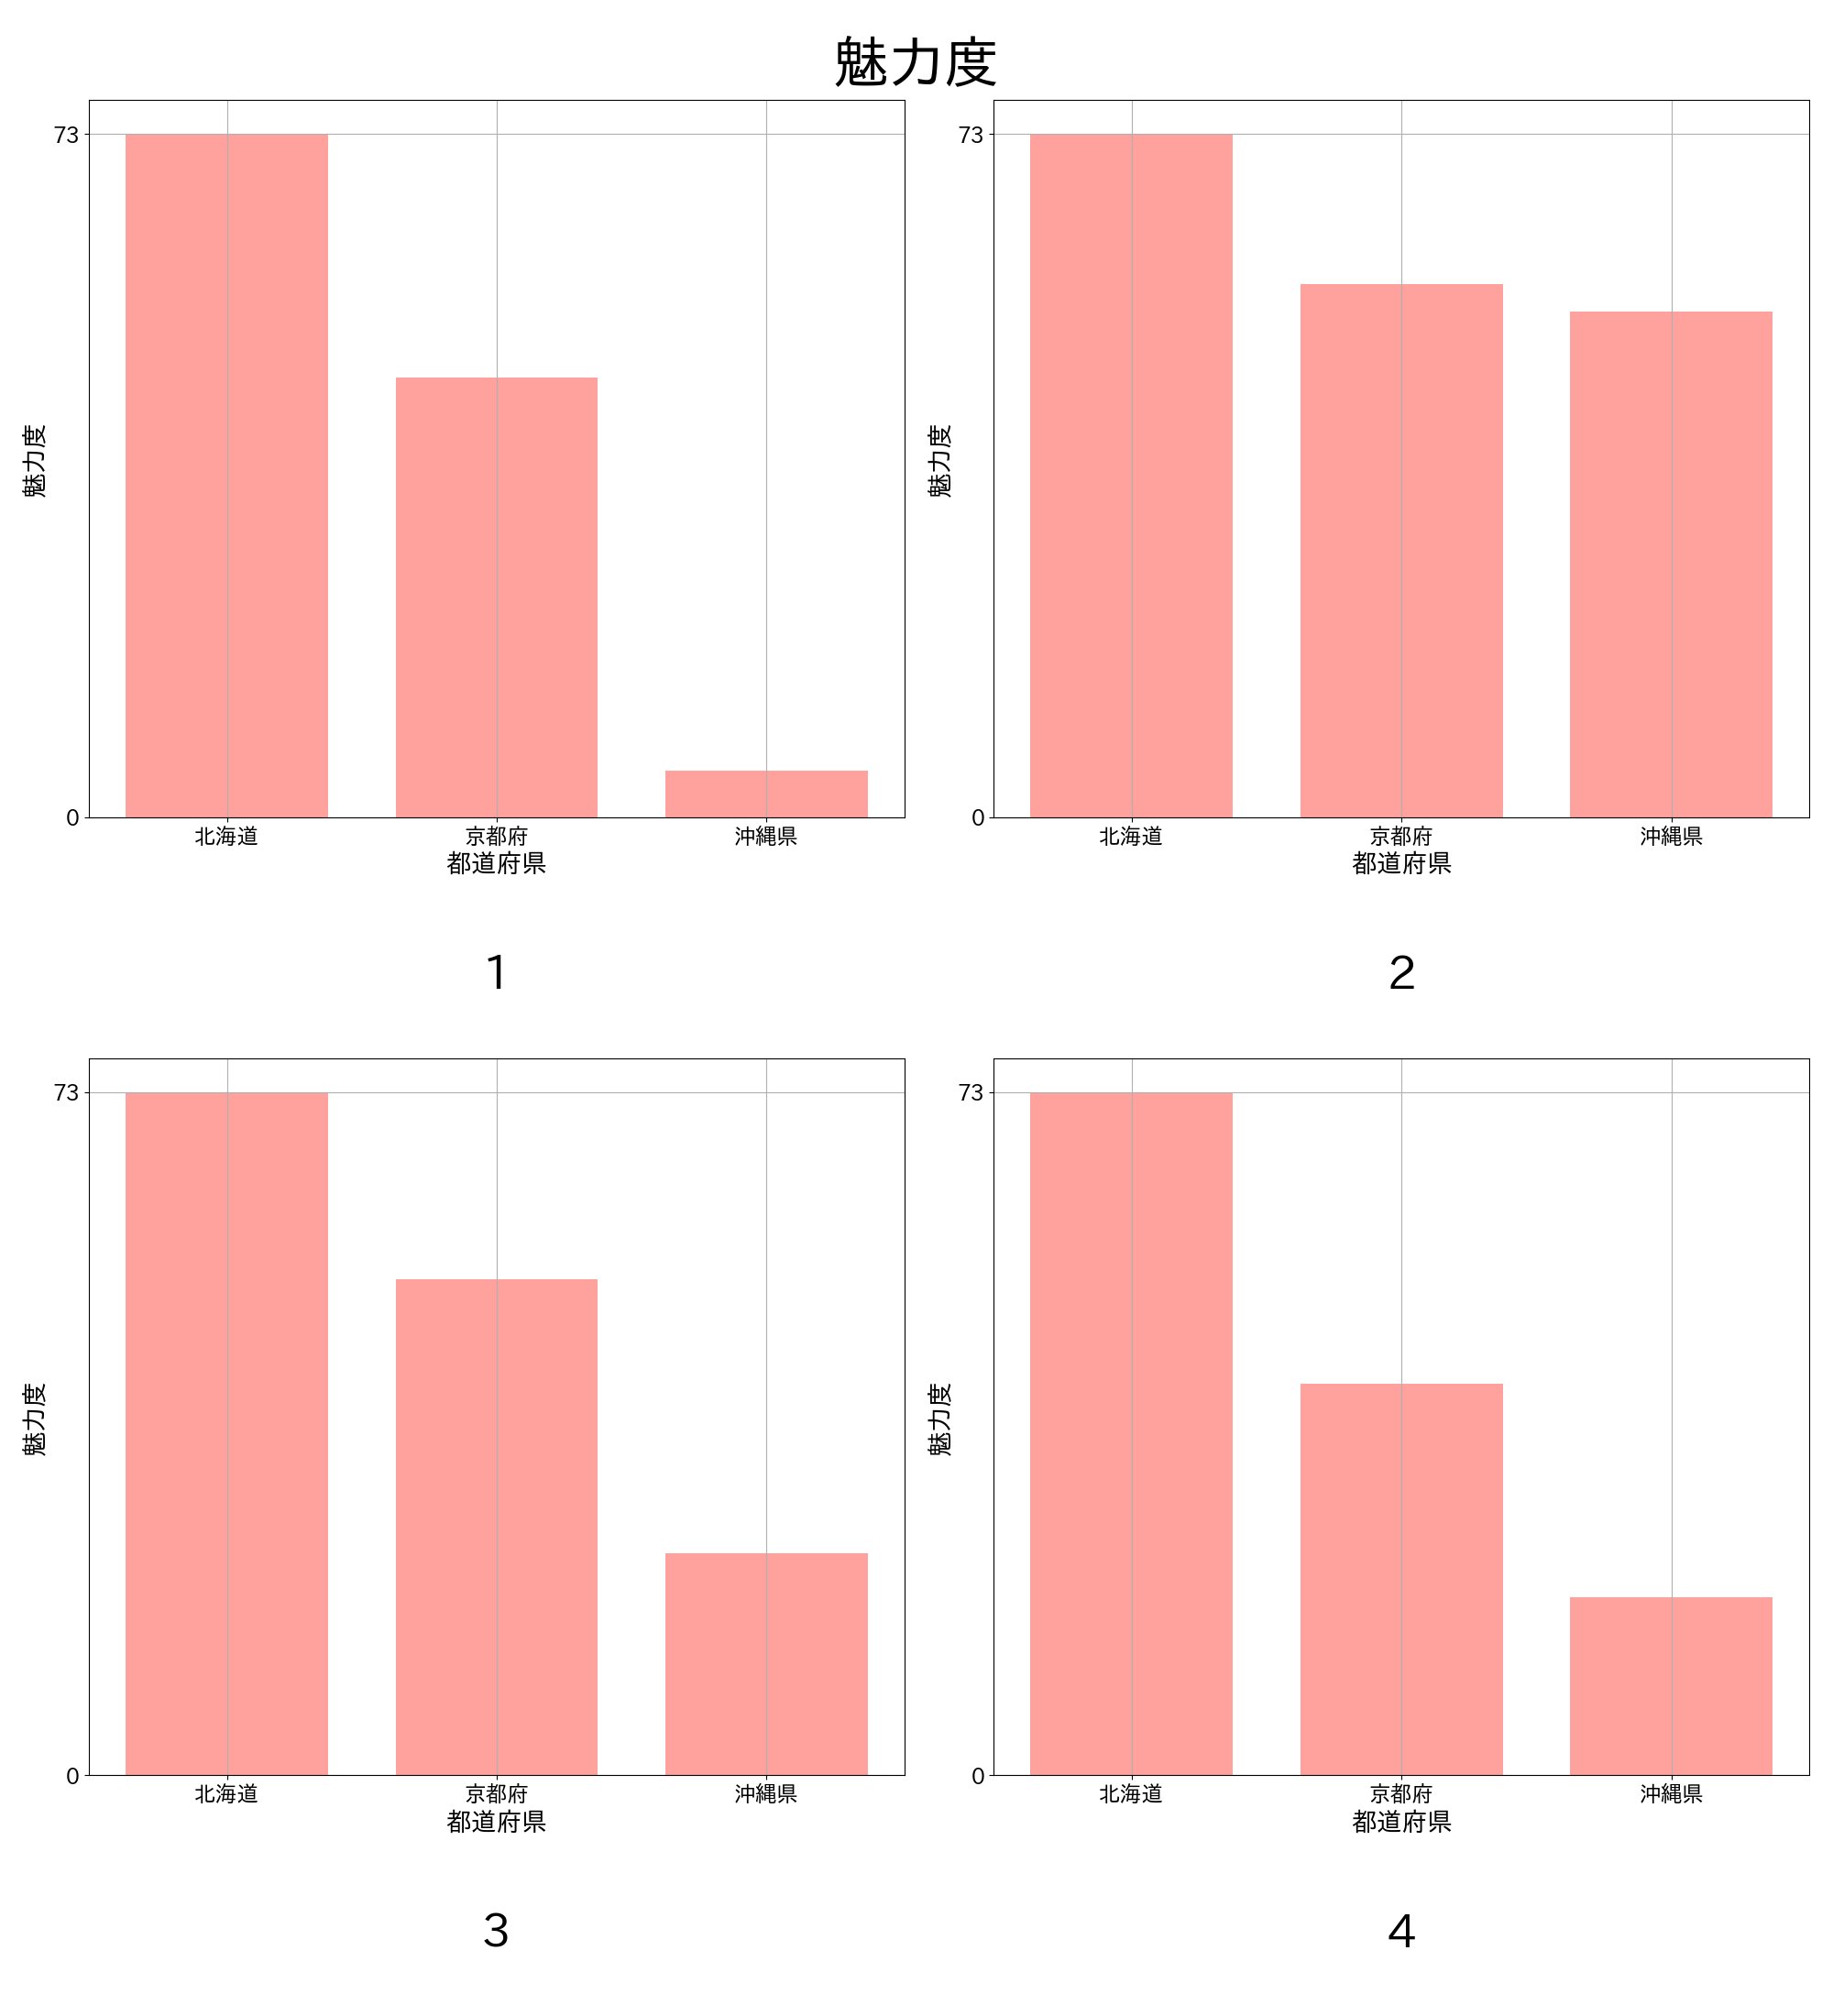 魅力度
73
0
魅力度
北海道 京都府 沖縄県
都道府県
1
73
0
魅力度
北海道 京都府 沖縄県
都道府県
2
73
0
魅力度
北海道 京都府 沖縄県
都道府県
3
73
0
魅力度
北海道 京都府 沖縄県
都道府県
4